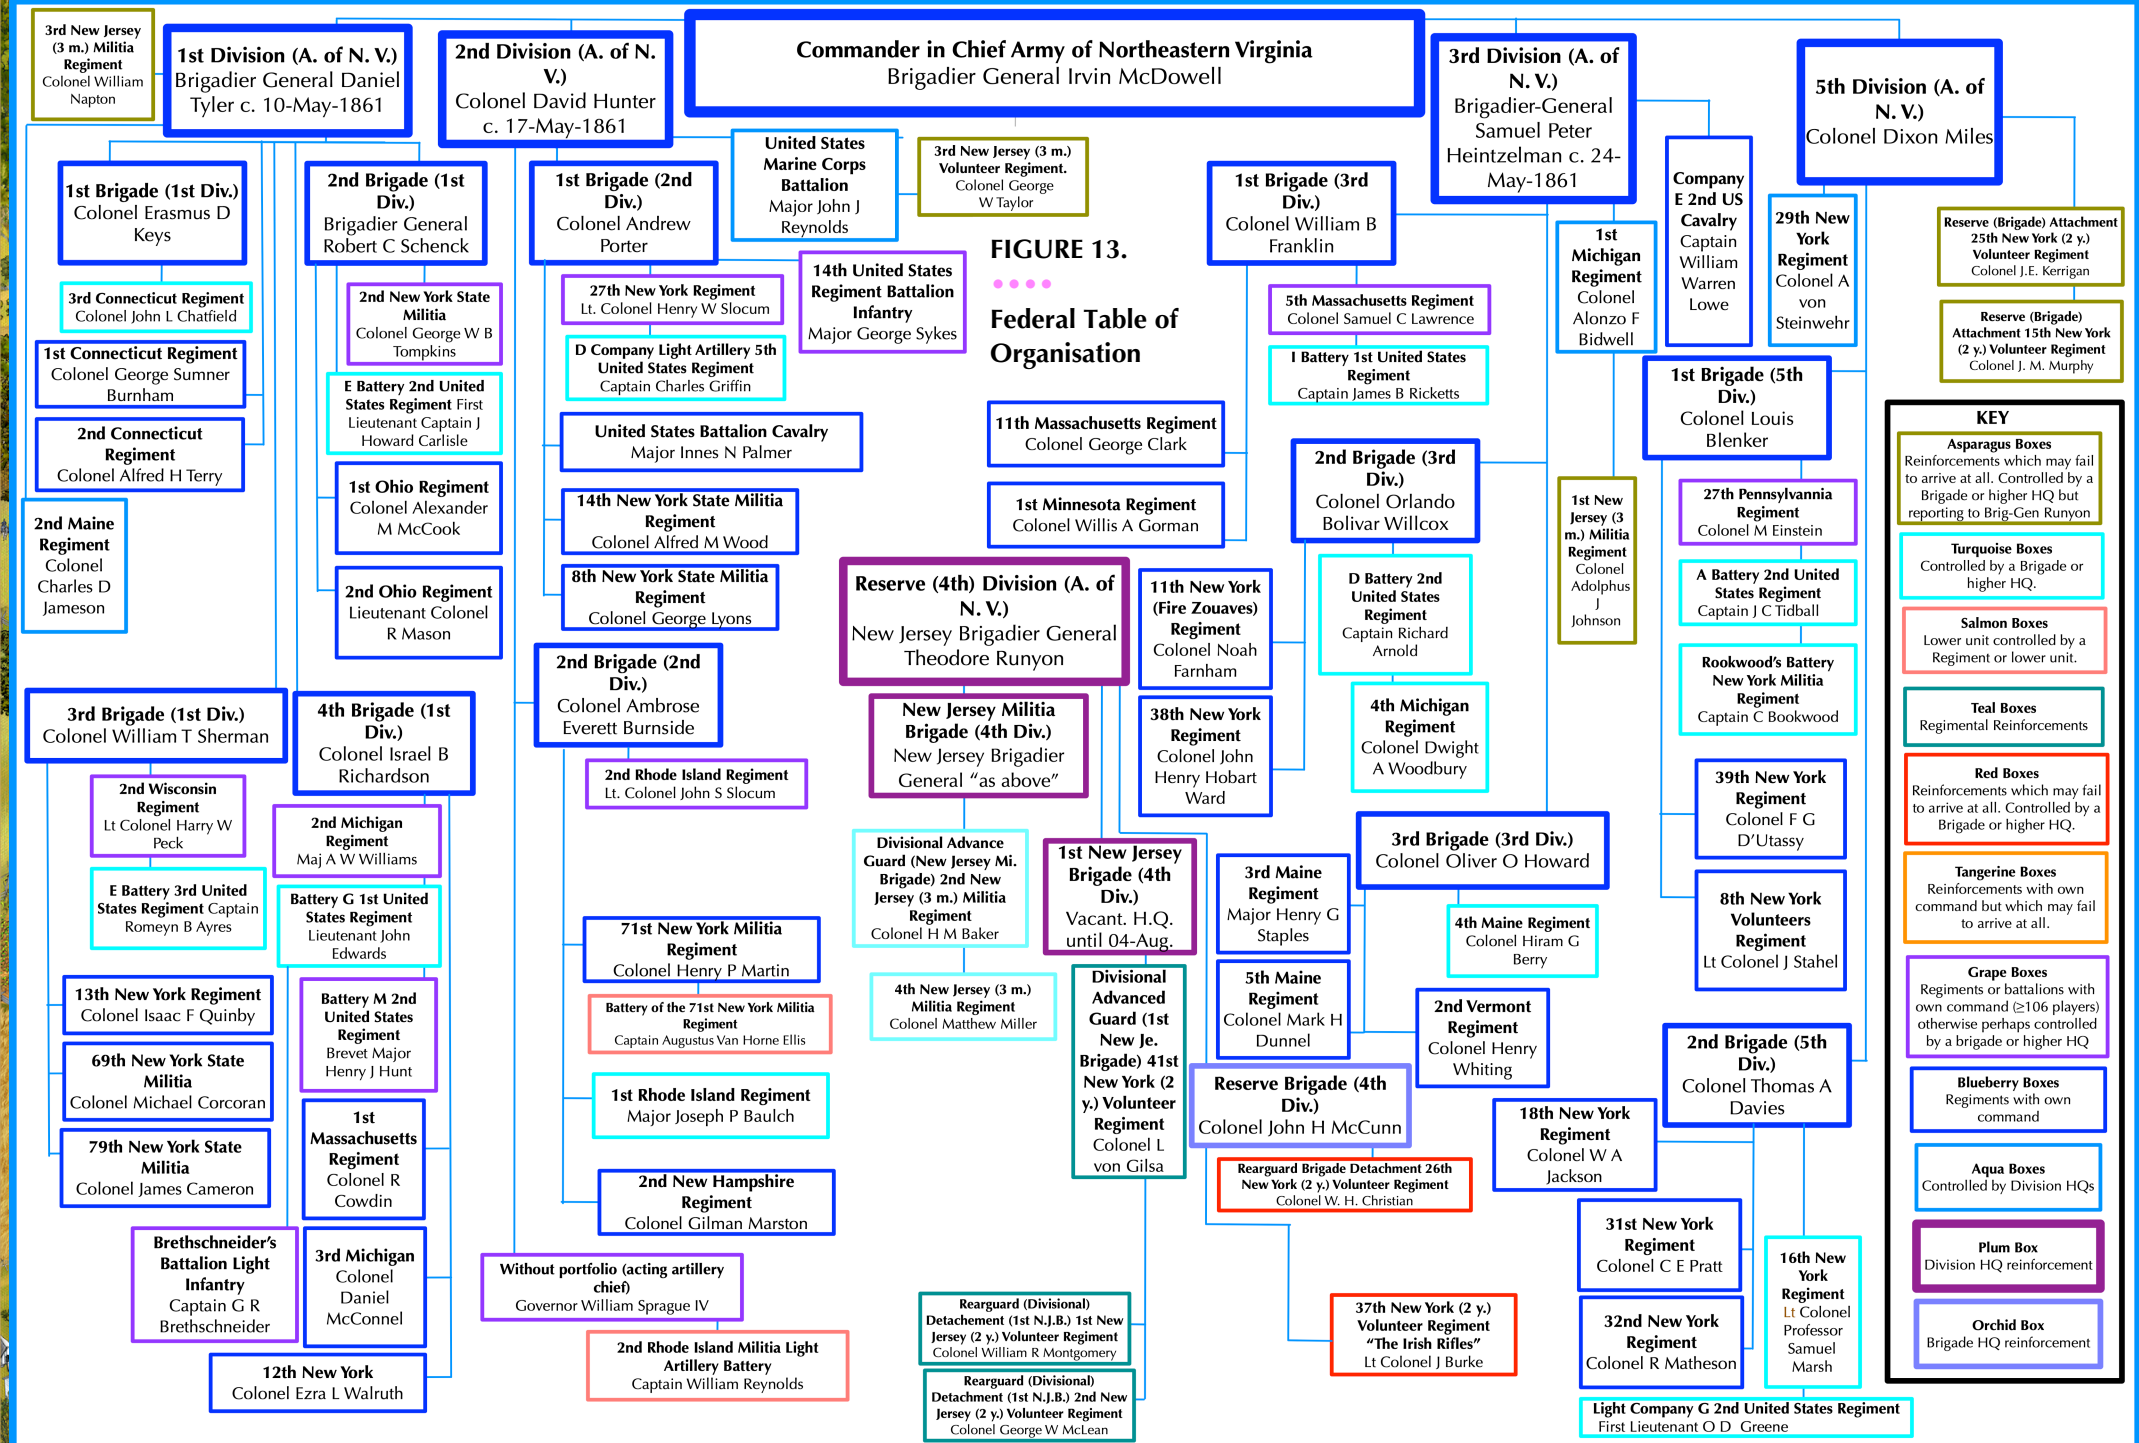 3rd New Jersey
(3 m.) Militia
Regiment
Colonel William
Napton
1st Division (A. of N. V.)
Brigadier General Daniel
Tyler c. 10-May-1861
2nd Division (A. of N.
V.)
Colonel David Hunter
c. 17-May-1861
Commander in Chief Army of Northeastern Virginia
Brigadier General Irvin McDowell
3rd Division (A. of
N. V.)
Brigadier-General
Samuel Peter
Heintzelman c. 24-
May-1861
5th Division (A. of
N. V.)
Colonel Dixon Miles
1st Brigade (1st Div.)
Colonel Erasmus D
Keys
3rd Connecticut Regiment
Colonel John L Chatfield
1st Connecticut Regiment
Colonel George Sumner
Burnham
2nd Connecticut
Regiment
Colonel Alfred H Terry
2nd Maine
Regiment
Colonel
Charles D
Jameson
2nd Brigade (1st
Div.)
Brigadier General
Robert C Schenck
2nd New York State
Militia
Colonel George W B
Tompkins
E Battery 2nd United
States Regiment First
Lieutenant Captain J
Howard Carlisle
1st Ohio Regiment
Colonel Alexander
M McCook
2nd Ohio Regiment
Lieutenant Colonel
R Mason
3rd Brigade (1st Div.)
Colonel William T Sherman
2nd Wisconsin
Regiment
Lt Colonel Harry W
Peck
E Battery 3rd United
States Regiment Captain
Romeyn B Ayres
13th New York Regiment
Colonel Isaac F Quinby
69th New York State
Militia
Colonel Michael Corcoran
79th New York State
Militia
Colonel James Cameron
4th Brigade (1st
Div.)
Colonel Israel B
Richardson
2nd Michigan
Regiment
Maj A W Williams
Battery G 1st United
States Regiment
Lieutenant John
Edwards
Battery M 2nd
United States
Regiment
Brevet Major
Henry J Hunt
1st
Massachusetts
Regiment
Colonel R
Cowdin
Brethschneider's
Battalion Light
Infantry
Captain G R
Brethschneider
3rd Michigan
Colonel
Daniel
McConnel
12th New York
Colonel Ezra L Walruth
1st Brigade (2nd
Div.)
Colonel Andrew
Porter
United States
Marine Corps
Battalion
Major John J
Reynolds
3rd New Jersey (3 m.)
Volunteer Regiment.
Colonel George
W Taylor
27th New York Regiment
Lt. Colonel Henry W Slocum
14th United States
Regiment Battalion
Infantry
Major George Sykes
D Company Light Artillery 5th
United States Regiment
Captain Charles Griffin
United States Battalion Cavalry
Major Innes N Palmer
14th New York State Militia
Regiment
Colonel Alfred M Wood
8th New York State Militia
Regiment
Colonel George Lyons
2nd Brigade (2nd
Div.)
Colonel Ambrose
Everett Burnside
2nd Rhode Island Regiment
Lt. Colonel John S Slocum
71st New York Militia
Regiment
Colonel Henry P Martin
Battery of the 71st New York Militia
Regiment
Captain Augustus Van Horne Ellis
1st Rhode Island Regiment
Major Joseph P Baulch
2nd New Hampshire
Regiment
Colonel Gilman Marston
Without portfolio (acting artillery
chief)
Governor William Sprague IV
2nd Rhode Island Militia Light
Artillery Battery
Captain William Reynolds
FIGURE 13.
Federal Table of
Organisation
Reserve (4th) Division (A. of
N. V.)
New Jersey Brigadier General
Theodore Runyon
New Jersey Militia
Brigade (4th Div.)
New Jersey Brigadier
General “as above”
Divisional Advance
Guard (New Jersey Mi.
Brigade) 2nd New
Jersey (3 m.) Militia
Regiment
Colonel H M Baker
4th New Jersey (3 m.)
Militia Regiment
Colonel Matthew Miller
1st New Jersey
Brigade (4th
Div.)
Vacant. H.Q.
until 04-Aug.
Divisional
Advanced
Guard (1st
New Je.
Brigade) 41st
New York (2
y.) Volunteer
Regiment
Colonel L
von Gilsa
Rearguard (Divisional)
Detachement (1st N.J.B.) 1st New
Jersey (2 y.) Volunteer Regiment
Colonel William R Montgomery
Rearguard (Divisional)
Detachment (1st N.J.B.) 2nd New
Jersey (2 y.) Volunteer Regiment
Colonel George W McLean
Reserve Brigade (4th
Div.)
Colonel John H McCunn
Rearguard Brigade Detachment 26th
New York (2 y.) Volunteer Regiment
Colonel W. H. Christian
37th New York (2 y.)
Volunteer Regiment
“The Irish Rifles”
Lt Colonel J Burke
1st Brigade (3rd
Div.)
Colonel William B
Franklin
5th Massachusetts Regiment
Colonel Samuel C Lawrence
I Battery 1st United States
Regiment
Captain James B Ricketts
11th Massachusetts Regiment
Colonel George Clark
1st Minnesota Regiment
Colonel Willis A Gorman
2nd Brigade (3rd
Div.)
Colonel Orlando
Bolivar Willcox
11th New York
(Fire Zouaves)
Regiment
Colonel Noah
Farnham
D Battery 2nd
United States
Regiment
Captain Richard
Arnold
38th New York
Regiment
Colonel John
Henry Hobart
Ward
4th Michigan
Regiment
Colonel Dwight
A Woodbury
3rd Brigade (3rd Div.)
Colonel Oliver O Howard
3rd Maine
Regiment
Major Henry G
Staples
4th Maine Regiment
Colonel Hiram G
Berry
5th Maine
Regiment
Colonel Mark H
Dunnel
2nd Vermont
Regiment
Colonel Henry
Whiting
1st
Michigan
Regiment
Colonel
Alonzo F
Bidwell
Company
E 2nd US
Cavalry
Captain
William
Warren
Lowe
1st New
Jersey (3
m.) Militia
Regiment
Colonel
Adolphus
J
Johnson
29th New
York
Regiment
Colonel A
von
Steinwehr
Reserve (Brigade) Attachment
25th New York (2 y.)
Volunteer Regiment
Colonel J.E. Kerrigan
Reserve (Brigade)
Attachment 15th New York
(2 y.) Volunteer Regiment
Colonel J. M. Murphy
1st Brigade (5th
Div.)
Colonel Louis
Blenker
27th Pennsylvannia
Regiment
Colonel M Einstein
A Battery 2nd United
States Regiment
Captain J C Tidball
Rookwood's Battery
New York Militia
Regiment
Captain C Bookwood
39th New York
Regiment
Colonel F G
D'Utassy
8th New York
Volunteers
Regiment
Lt Colonel J Stahel
2nd Brigade (5th
Div.)
Colonel Thomas A
Davies
18th New York
Regiment
Colonel W A
Jackson
31st New York
Regiment
Colonel C E Pratt
32nd New York
Regiment
Colonel R Matheson
16th New
York
Regiment
Lt Colonel
Professor
Samuel
Marsh
Light Company G 2nd United States Regiment
First Lieutenant O D Greene
KEY
Asparagus Boxes
Reinforcements which may fail
to arrive at all. Controlled by a
Brigade or higher HQ but
reporting to Brig-Gen Runyon
Turquoise Boxes
Controlled by a Brigade or
higher HQ.
Salmon Boxes
Lower unit controlled by a
Regiment or lower unit.
Teal Boxes
Regimental Reinforcements
Red Boxes
Reinforcements which may fail
to arrive at all. Controlled by a
Brigade or higher HQ.
Tangerine Boxes
Reinforcements with own
command but which may fail
to arrive at all.
Grape Boxes
Regiments or battalions with
own command (≥106 players)
otherwise perhaps controlled
by a brigade or higher HQ
Blueberry Boxes
Regiments with own
command
Aqua Boxes
Controlled by Division HQs
Plum Box
Division HQ reinforcement
Orchid Box
Brigade HQ reinforcement